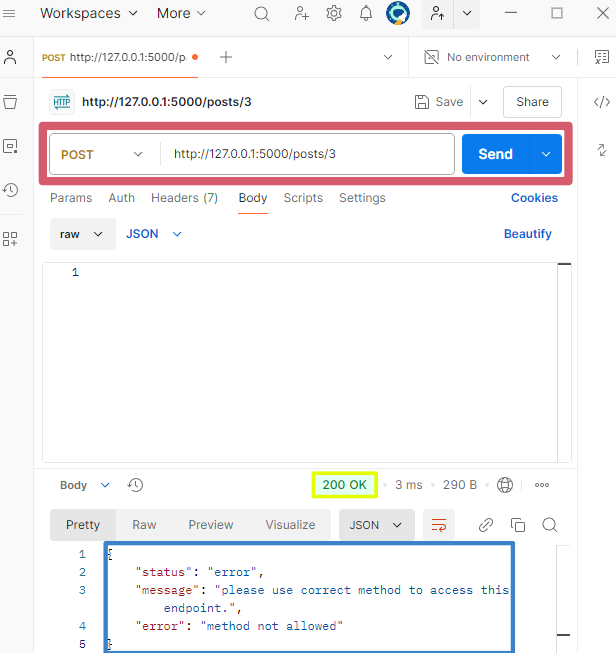 Workspaces More
POST http://127.0.0.1:5000/p No environment
HTTP http://127.0.0.1:5000/posts/3 Save Share
POST http://127.0.0.1:5000/posts/3 Send
Params Auth Headers (7) Body Scripts Settings Cookies
raw JSON Beautify
1
Body 200 OK 3 ms 290 B
Pretty Raw Preview Visualize JSON
1 {
2 "status": "error",
3 "message": "please use correct method to access this
endpoint.",
4 "error": "method not allowed"
5 }